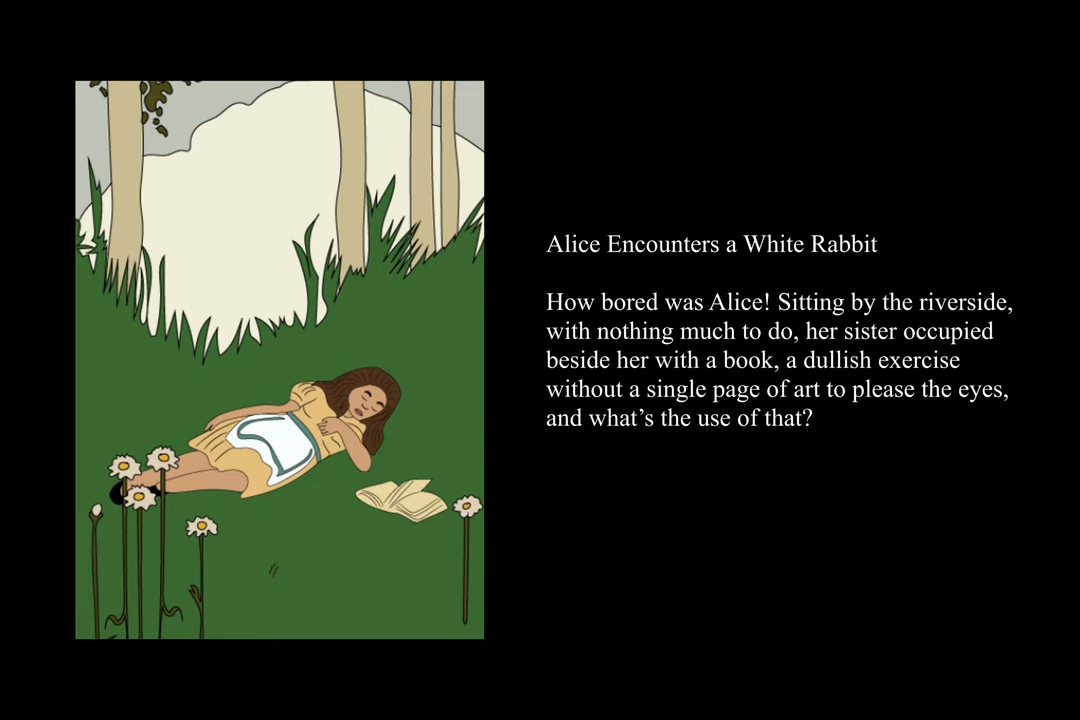 Alice Encounters a White Rabbit
How bored was Alice! Sitting by the riverside,
with nothing much to do, her sister occupied
beside her with a book, a dullish exercise
without a single page of art to please the eyes,
and what’s the use of that?